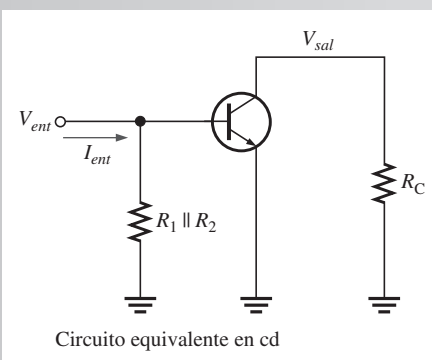 V_sal
V_ent
I_ent
R_C
R_1 || R_2
Circuito equivalente en cd